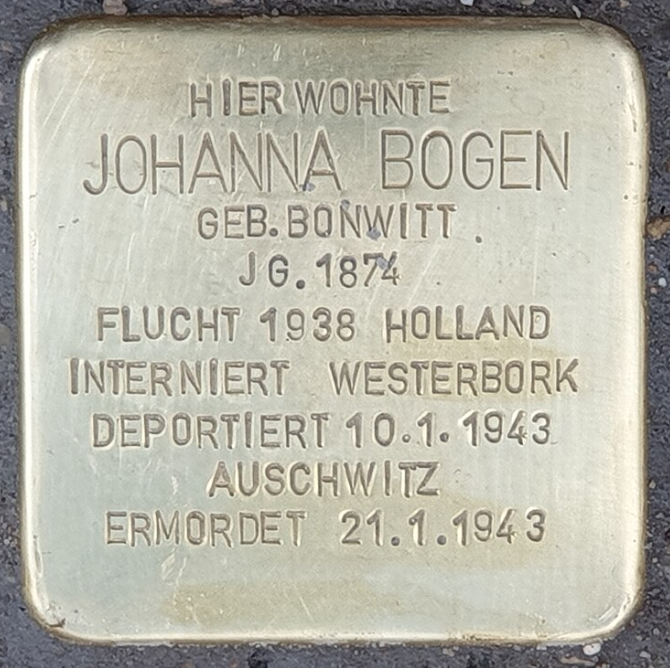 HIER WOHNTE
JOHANNA BOGEN
GEB. BONWITT
JG. 1874
FLUCHT 1938 HOLLAND
INTERNIERT WESTERBORK
DEPORTIERT 10.1.1943
AUSCHWITZ
ERMORDET 21.1.1943